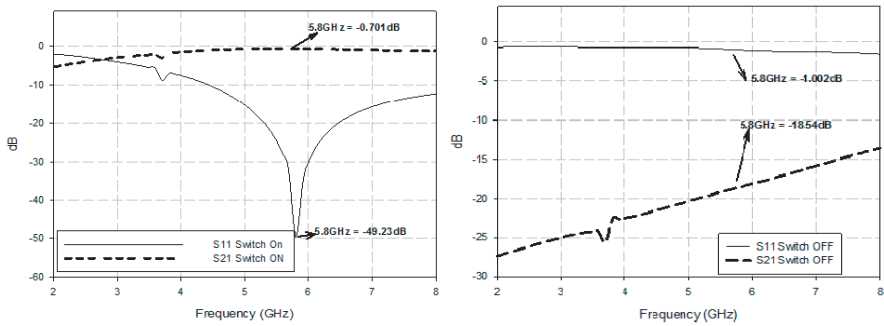 5.8GHz = -0.701dB
0
-10
-20
-30
-40
-50
-60
dB
5.8GHz = -49.23dB
S11 Switch On
S21 Switch ON
2 3 4 5 6 7 8
Frequency (GHz)
0
-5
-10
-15
-20
-25
-30
dB
5.8GHz = -1.002dB
5.8GHz = -18.54dB
S11 Switch OFF
S21 Switch OFF
2 3 4 5 6 7 8
Frequency (GHz)